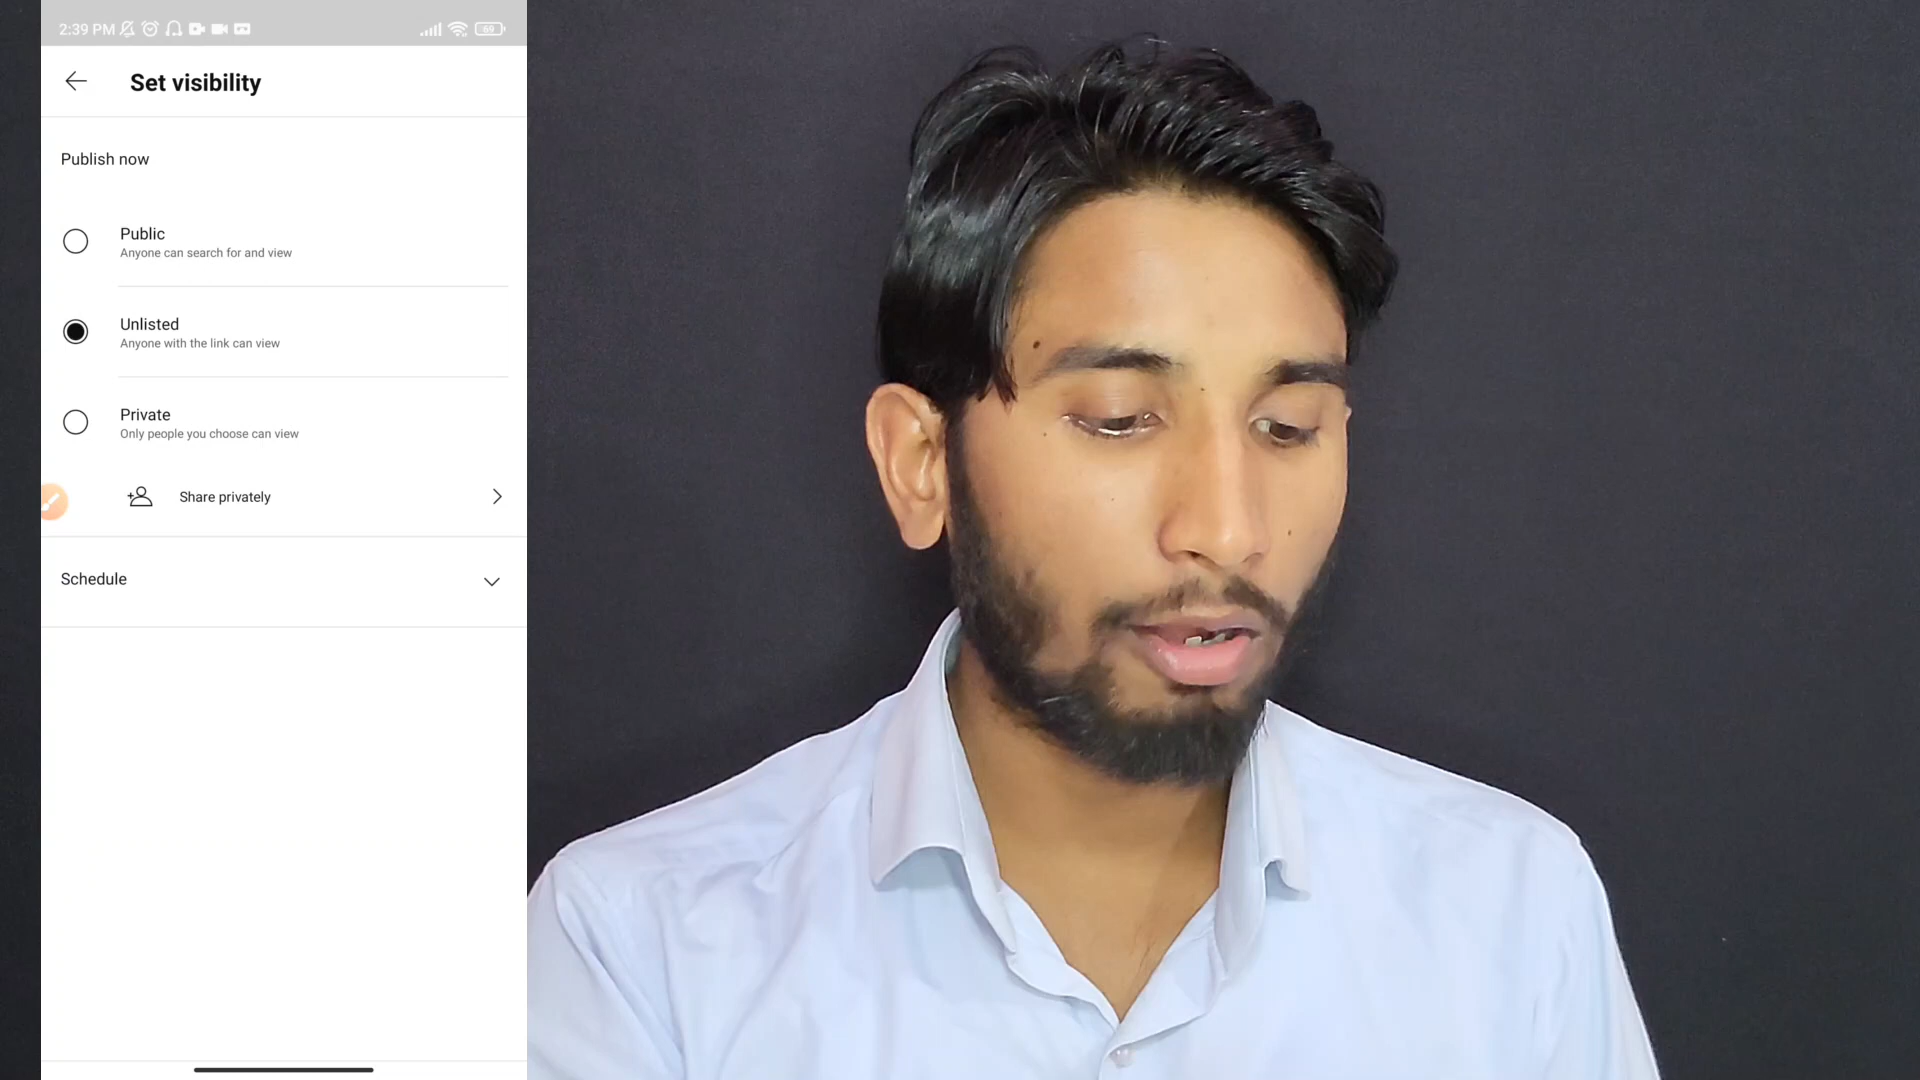 2:39 PM
69
Set visibility
Publish now
Public
Anyone can search for and view
Unlisted
Anyone with the link can view
Private
Only people you choose can view
Share privately
Schedule